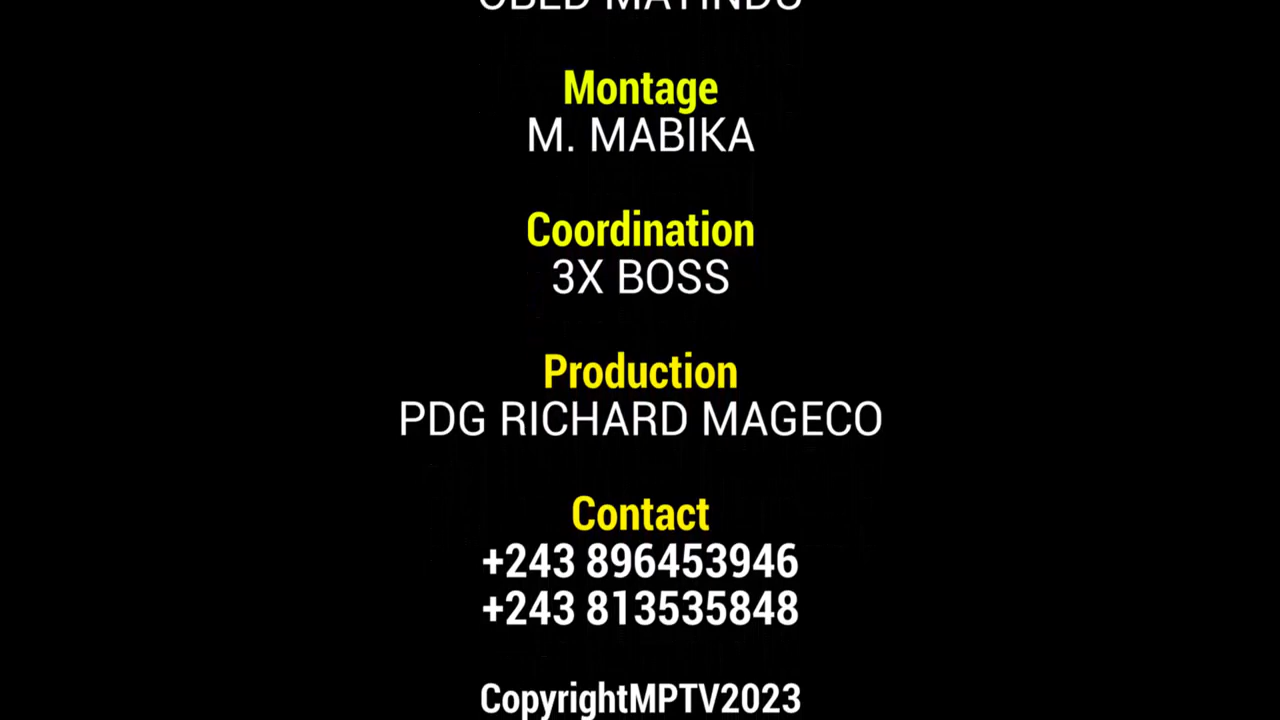 Montage
M. MABIKA
Coordination
3X BOSS
Production
PDG RICHARD MAGECO
Contact
+243 896453946
+243 813535848
CopyrightMPTV2023